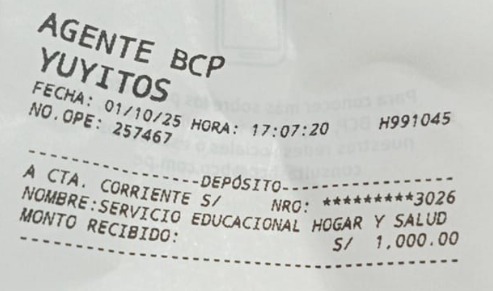 AGENTE BCP
YUYITOS
FECHA: 01/10/25 HORA: 17:07:20 H991045
NO.OPE: 257467
--------------------DEPÓSITO--------------------
A CTA. CORRIENTE S/ NRO: *********3026
NOMBRE:SERVICIO EDUCACIONAL HOGAR Y SALUD
MONTO RECIBIDO: S/ 1,000.00
------------------------------------------------